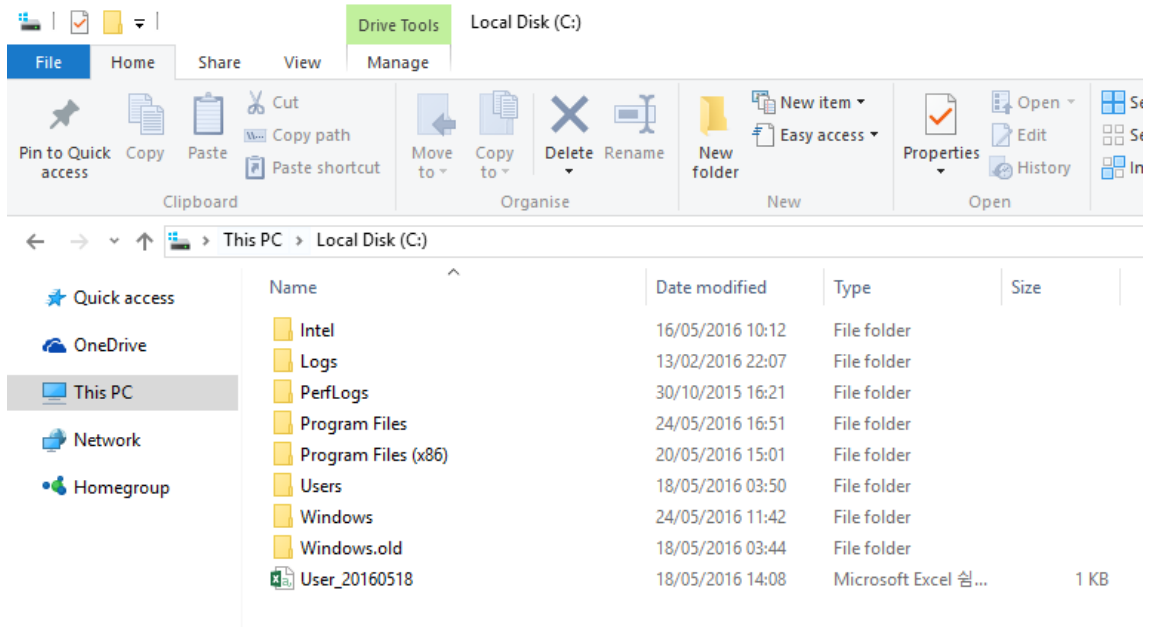 Drive Tools Local Disk (C:)
File Home Share View Manage
Cut
Copy path
Paste shortcut
Pin to Quick access
Copy
Paste
Clipboard
Move to
Copy to
Delete
Rename
Organise
New folder
New item
Easy access
New
Properties
Open
Edit
History
Open
Se
Se
In
This PC > Local Disk (C:)
Quick access
OneDrive
This PC
Network
Homegroup
Name Date modified Type Size
Intel 16/05/2016 10:12 File folder
Logs 13/02/2016 22:07 File folder
PerfLogs 30/10/2015 16:21 File folder
Program Files 24/05/2016 16:51 File folder
Program Files (x86) 20/05/2016 15:01 File folder
Users 18/05/2016 03:50 File folder
Windows 24/05/2016 11:42 File folder
Windows.old 18/05/2016 03:44 File folder
User_20160518 18/05/2016 14:08 Microsoft Excel 쉼... 1 KB